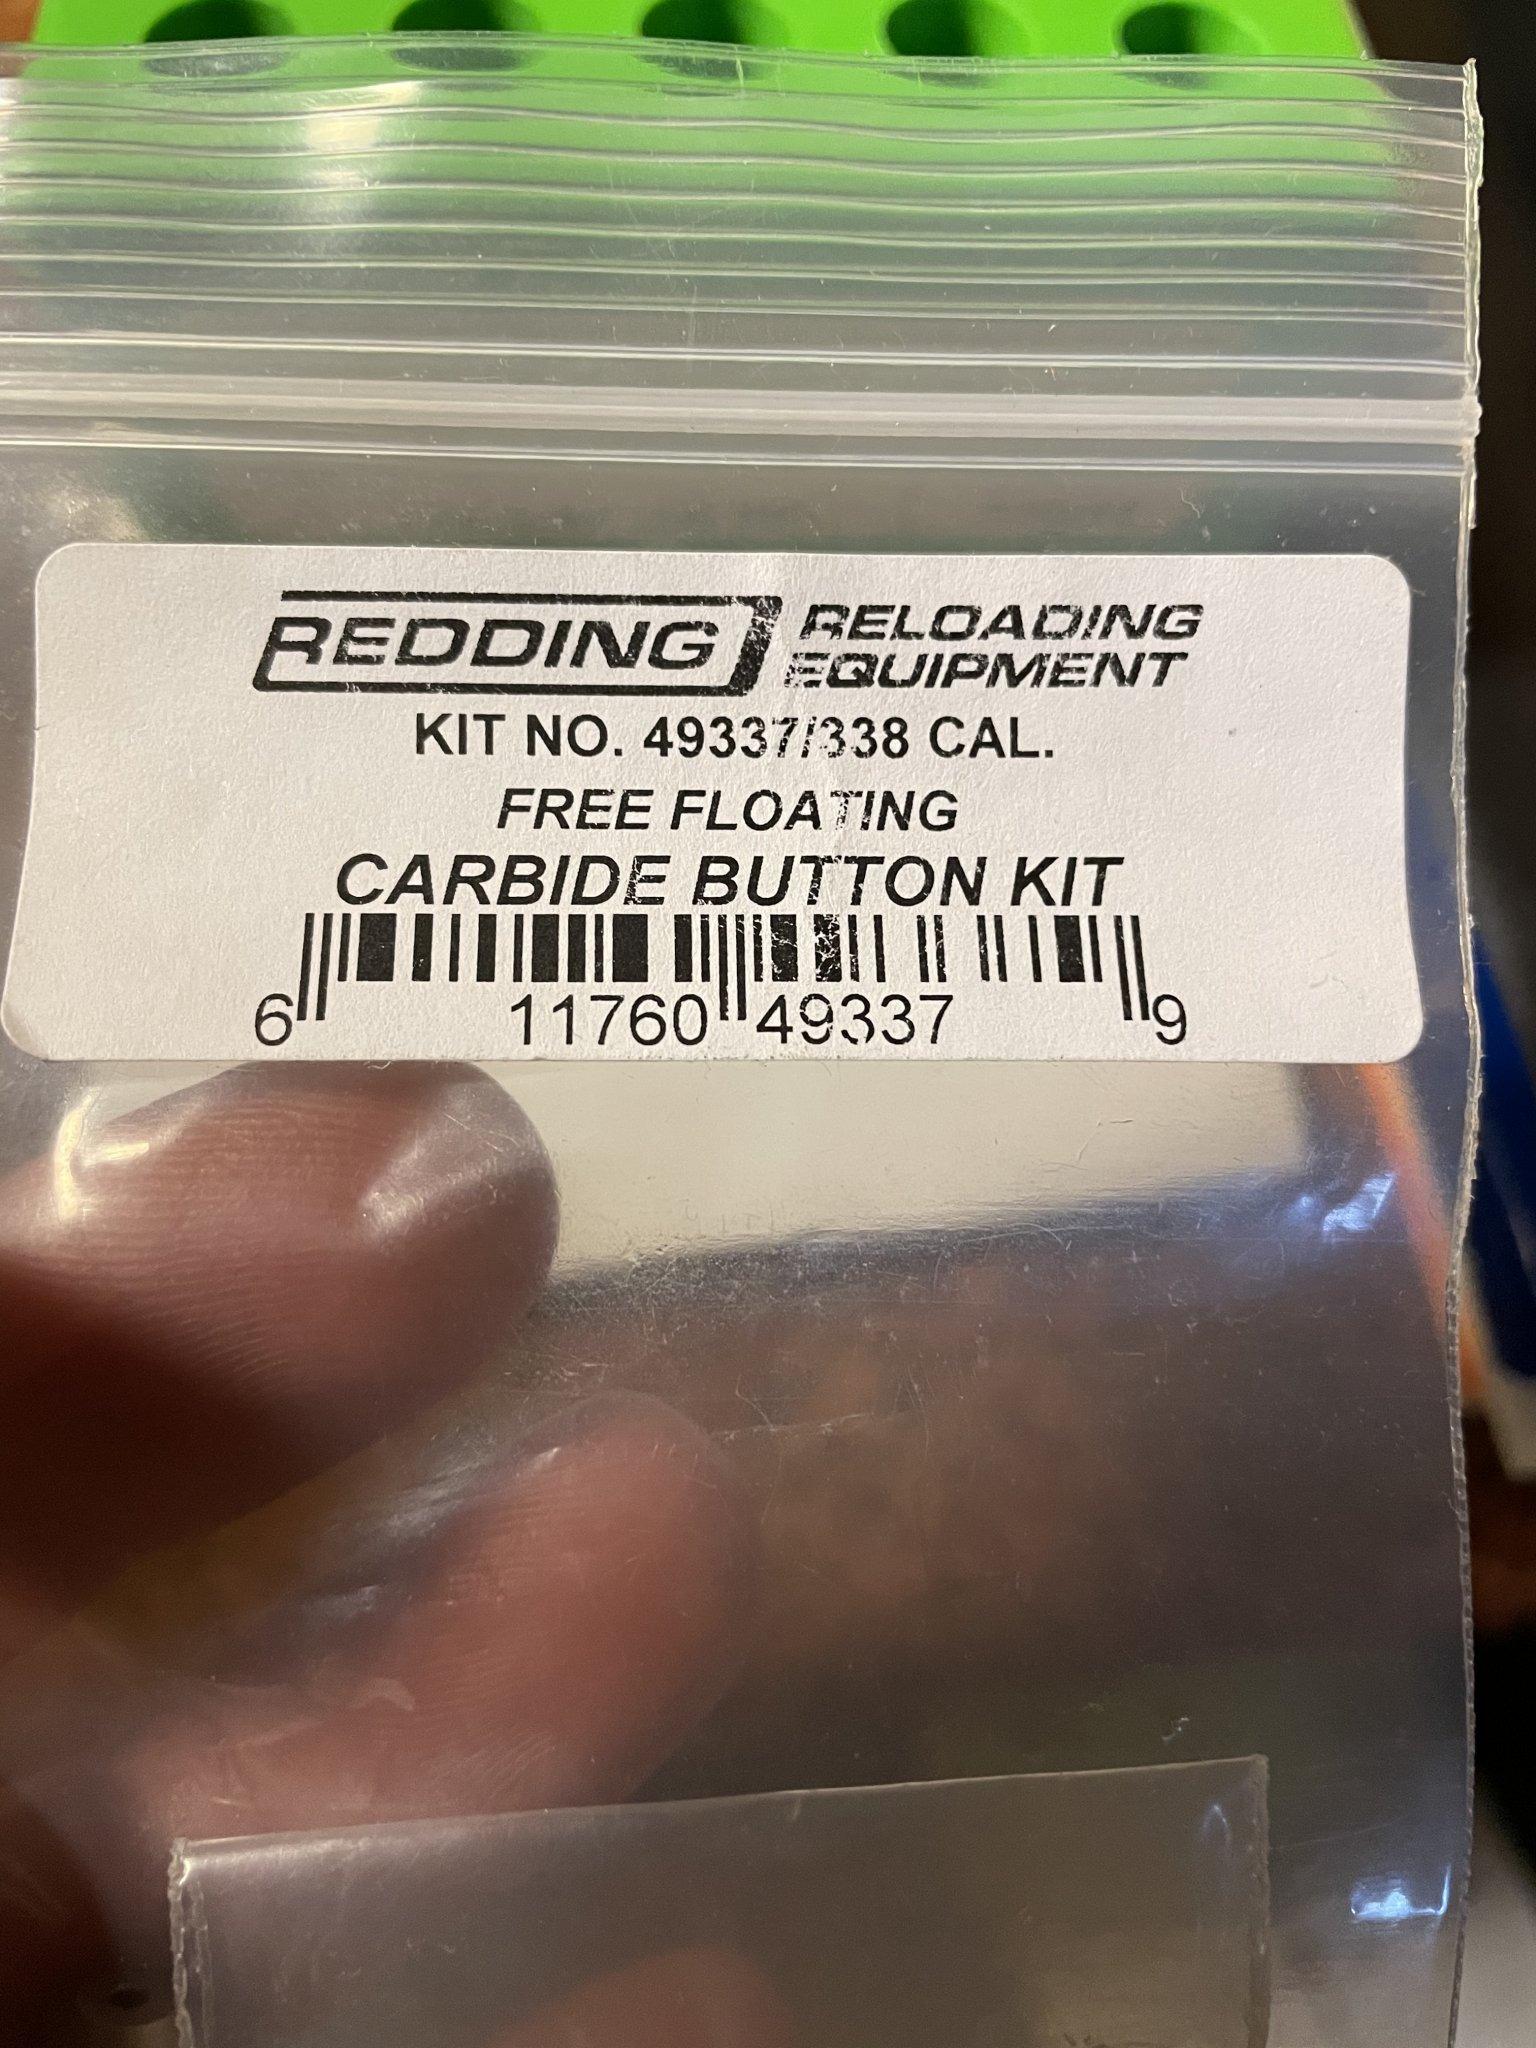 REDDING RELOADING EQUIPMENT
KIT NO. 49337/338 CAL.
FREE FLOATING
CARBIDE BUTTON KIT
6 11760 49337 9